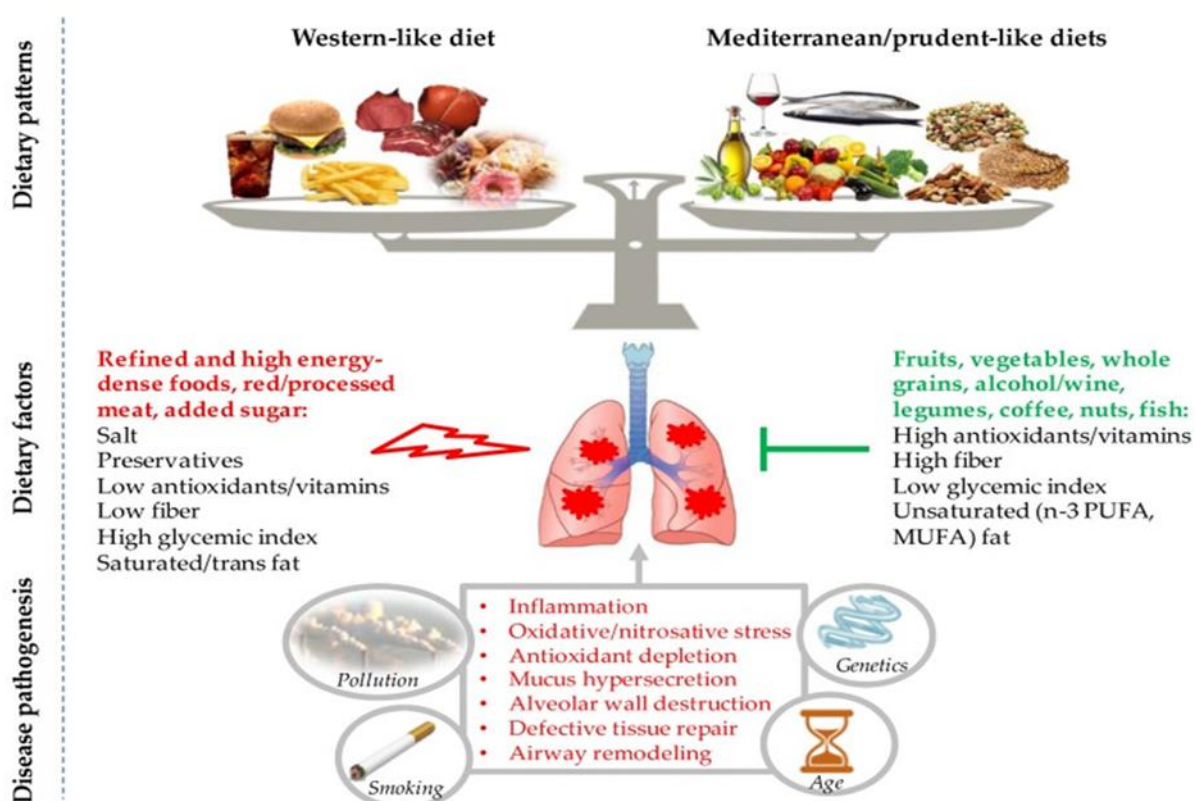 Dietary patterns
Western-like diet
Mediterranean/prudent-like diets
Dietary factors
Refined and high energy-
dense foods, red/processed
meat, added sugar:
Salt
Preservatives
Low antioxidants/vitamins
Low fiber
High glycemic index
Saturated/trans fat
Fruits, vegetables, whole
grains, alcohol/wine,
legumes, coffee, nuts, fish:
High antioxidants/vitamins
High fiber
Low glycemic index
Unsaturated (n-3 PUFA,
MUFA) fat
Disease pathogenesis
Pollution
Smoking
• Inflammation
• Oxidative/nitrosative stress
• Antioxidant depletion
• Mucus hypersecretion
• Alveolar wall destruction
• Defective tissue repair
• Airway remodeling
Genetics
Age